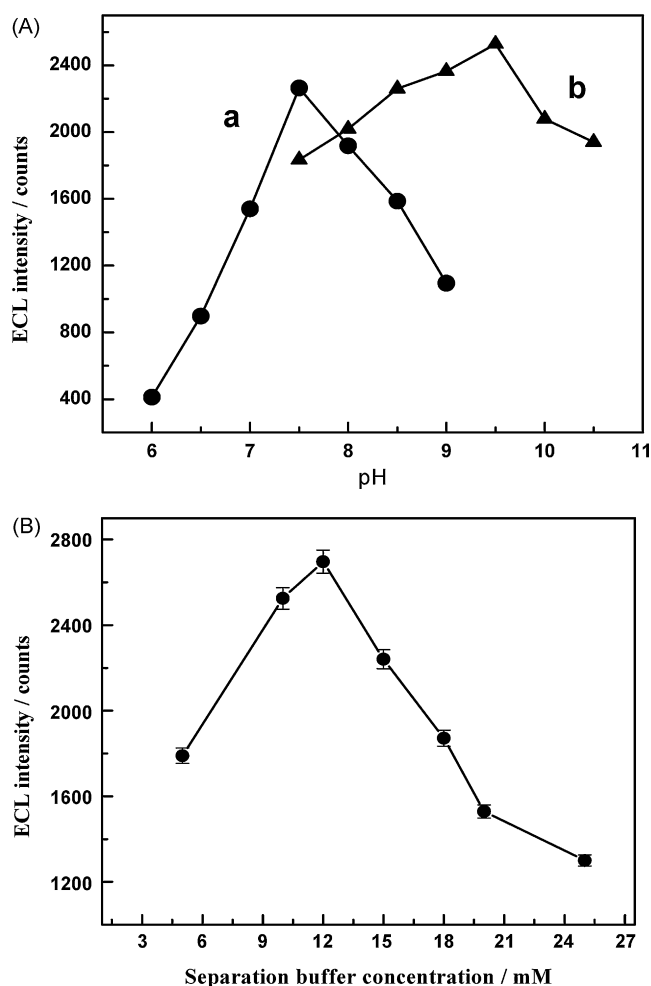 (A)
2400
2000
1600
1200
800
400
ECL intensity / counts
a
b
6 7 8 9 10 11
pH
(B)
2800
2400
2000
1600
1200
ECL intensity / counts
3 6 9 12 15 18 21 24 27
Separation buffer concentration / mM